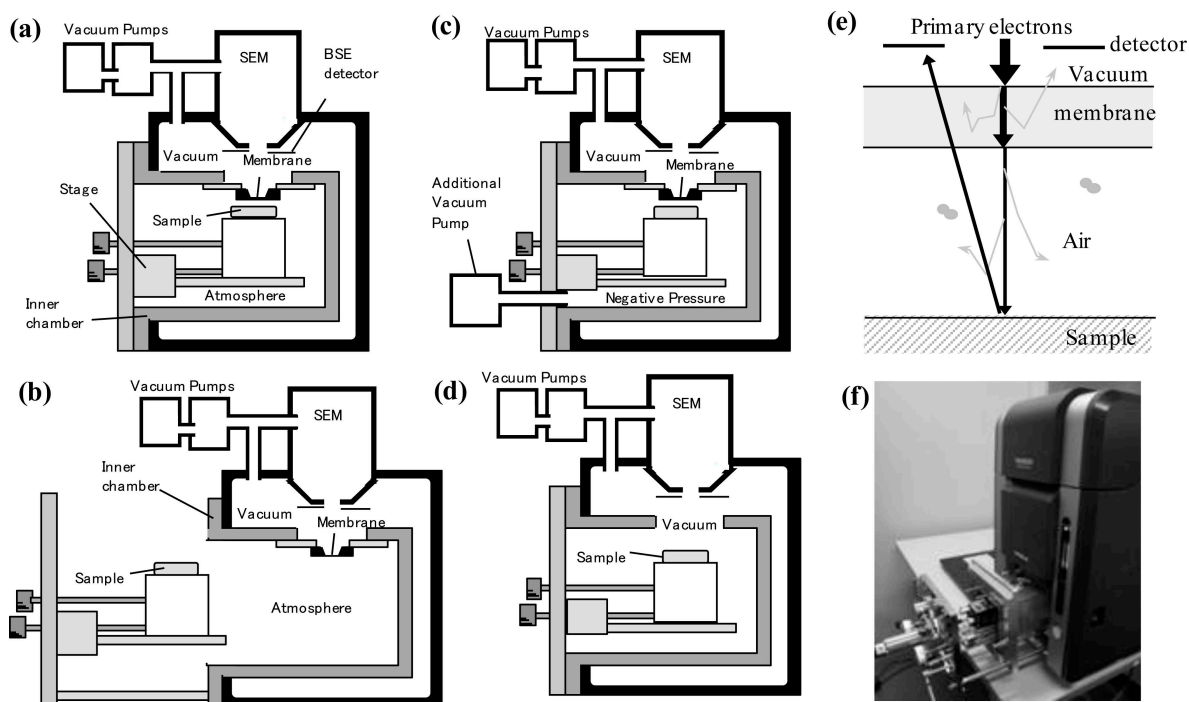 (a)
Vacuum Pumps
SEM
BSE
detector
Vacuum
Membrane
Stage
Sample
Atmosphere
Inner
chamber
(c)
Vacuum Pumps
SEM
Vacuum
Membrane
Additional
Vacuum
Pump
Negative Pressure
(e)
Primary electrons
detector
Vacuum
membrane
Air
Sample
(b)
Vacuum Pumps
SEM
Inner
chamber
Vacuum
Membrane
Sample
Atmosphere
(d)
Vacuum Pumps
SEM
Vacuum
Sample
(f)